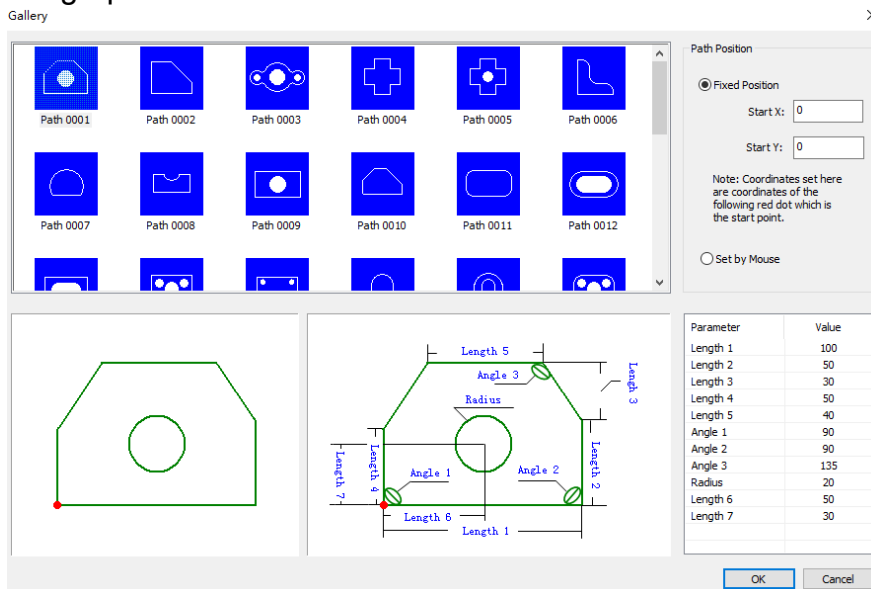 Gallery
Path 0001 Path 0002 Path 0003 Path 0004 Path 0005 Path 0006
Path 0007 Path 0008 Path 0009 Path 0010 Path 0011 Path 0012
Path Position
Fixed Position
Start X: 0
Start Y: 0
Note: Coordinates set here
are coordinates of the
following red dot which is
the start point.
Set by Mouse
Length 5
Angle 3
Lengh 3
Radius
Length 7
Length 4
Angle 1
Angle 2
Length 2
Length 6
Length 1
Parameter Value
Length 1 100
Length 2 50
Length 3 30
Length 4 50
Length 5 40
Angle 1 90
Angle 2 90
Angle 3 135
Radius 20
Length 6 50
Length 7 30
OK Cancel